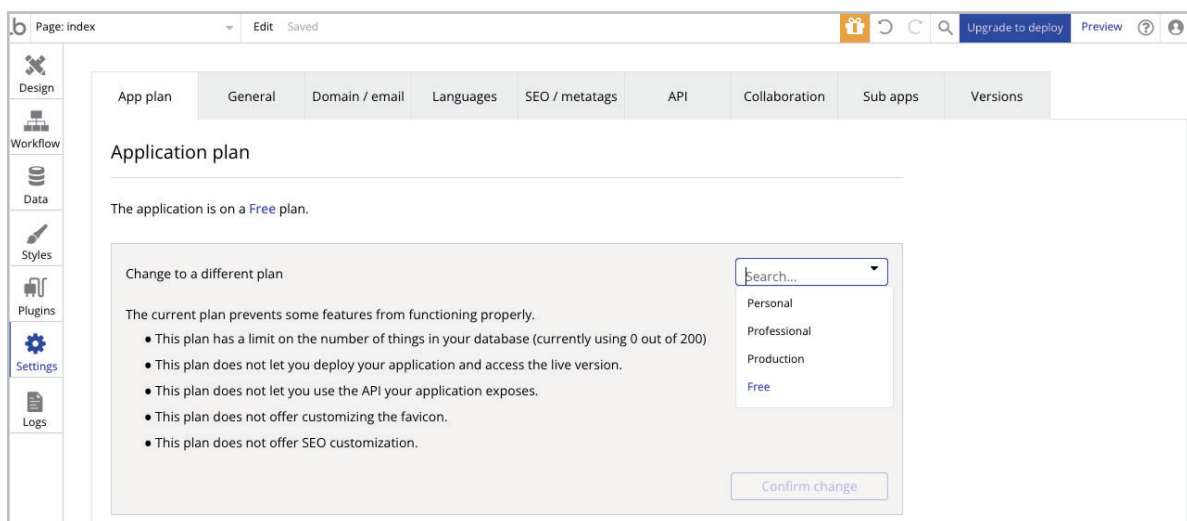 .b Page: index Edit Saved Upgrade to deploy Preview ?
Design
Workflow
Data
Styles
Plugins
Settings
Logs
App plan General Domain / email Languages SEO / metatags API Collaboration Sub apps Versions
Application plan
The application is on a Free plan.
Change to a different plan
Search...
Personal
Professional
Production
Free
The current plan prevents some features from functioning properly.
● This plan has a limit on the number of things in your database (currently using 0 out of 200)
● This plan does not let you deploy your application and access the live version.
● This plan does not let you use the API your application exposes.
● This plan does not offer customizing the favicon.
● This plan does not offer SEO customization.
Confirm change